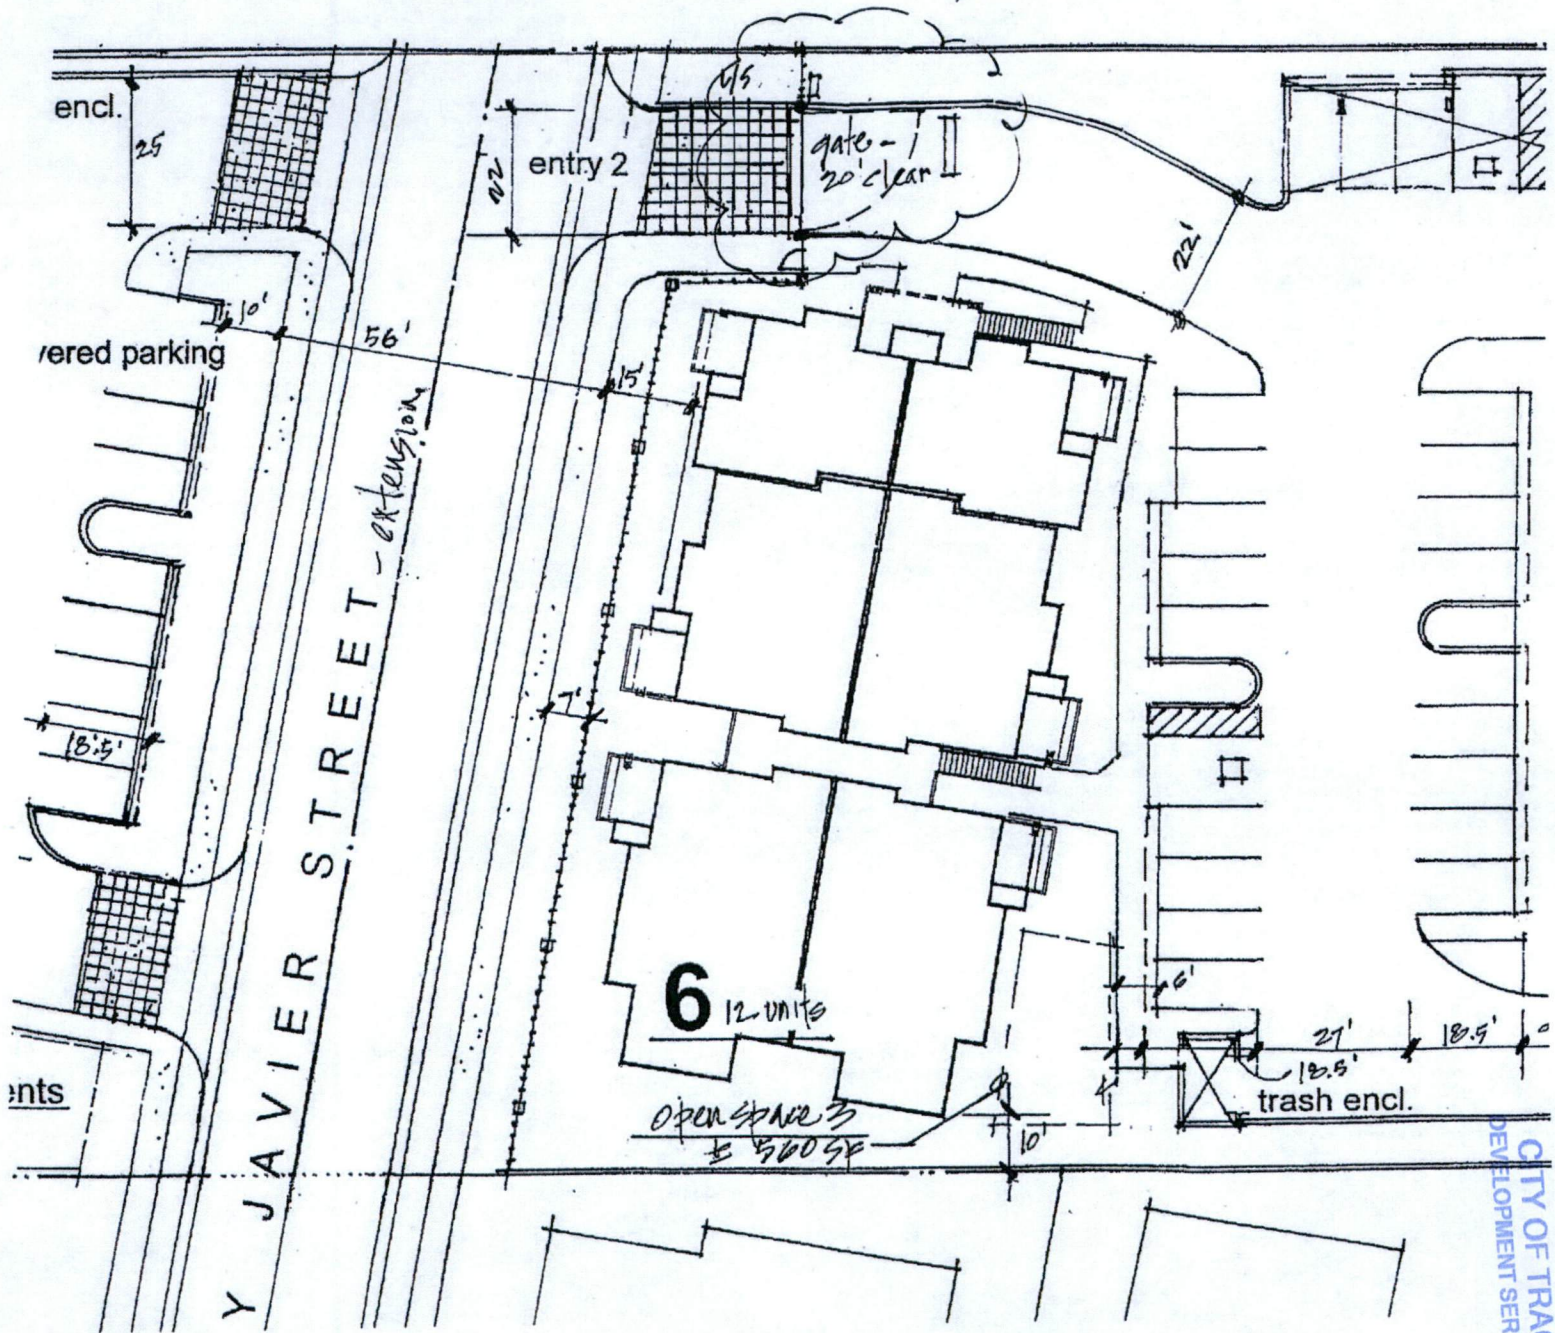 encl.
25
22'
entry 2
gate -
20' clear
22'
10'
56'
15'
vered parking
Y JAVIER STREET - extension
7'
18.5'
6
12 units
6'
27'
18.5'
18.5'
trash encl.
ents
open space 3
± 560 SF
10'
CITY OF TRA
DEVELOPMENT SER